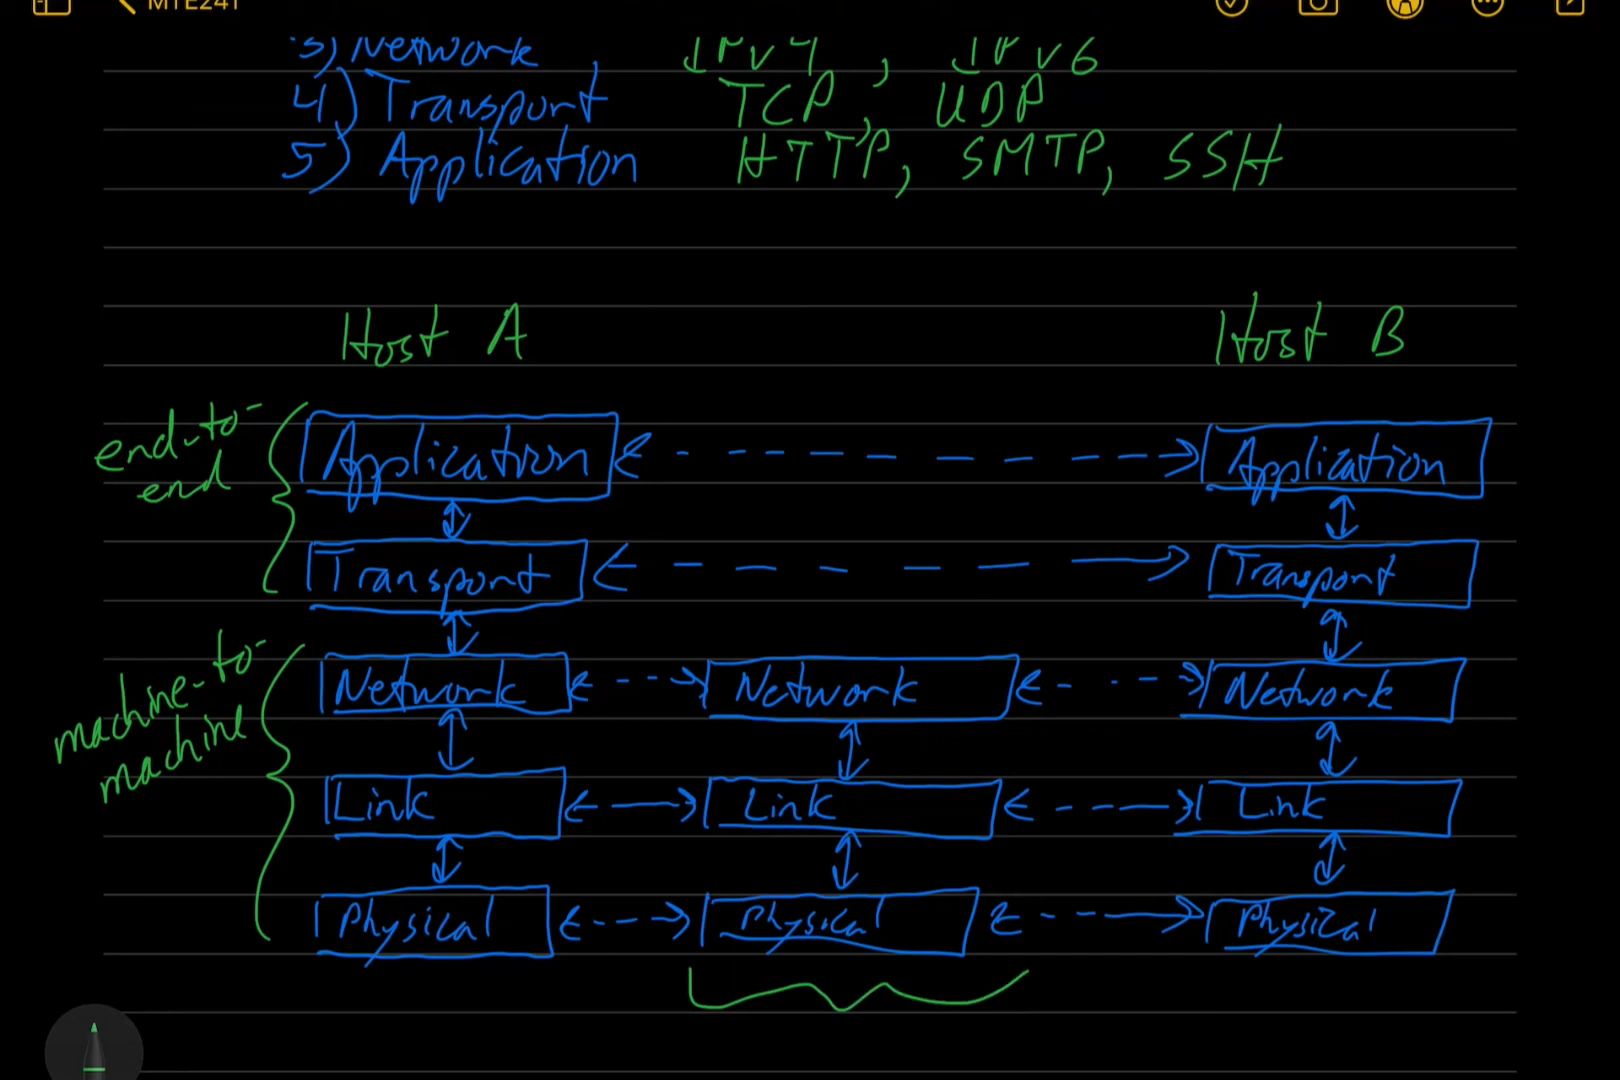 MTE241
3) Network IPv4, IPv6
4) Transport TCP, UDP
5) Application HTTP, SMTP, SSH
Host A Host B
end-to-
end
Application Application
Transport Transport
machine-to-
machine
Network Network Network
Link Link Link
Physical Physical Physical